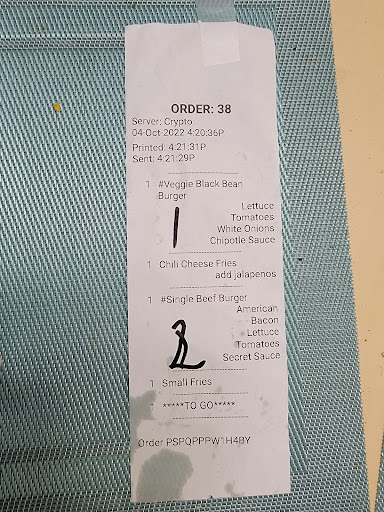 ORDER: 38
Server: Crypto
04-Oct-2022 4:20:36P
Printed: 4:21:31P
Sent: 4:21:29P
1 #Veggie Black Bean
Burger
Lettuce
Tomatoes
White Onions
Chipotle Sauce
1
1 Chili Cheese Fries
add jalapenos
1 #Single Beef Burger
American
Bacon
Lettuce
Tomatoes
Secret Sauce
2
1 Small Fries
*****TO GO*****
Order PSPQPPPW1H4BY